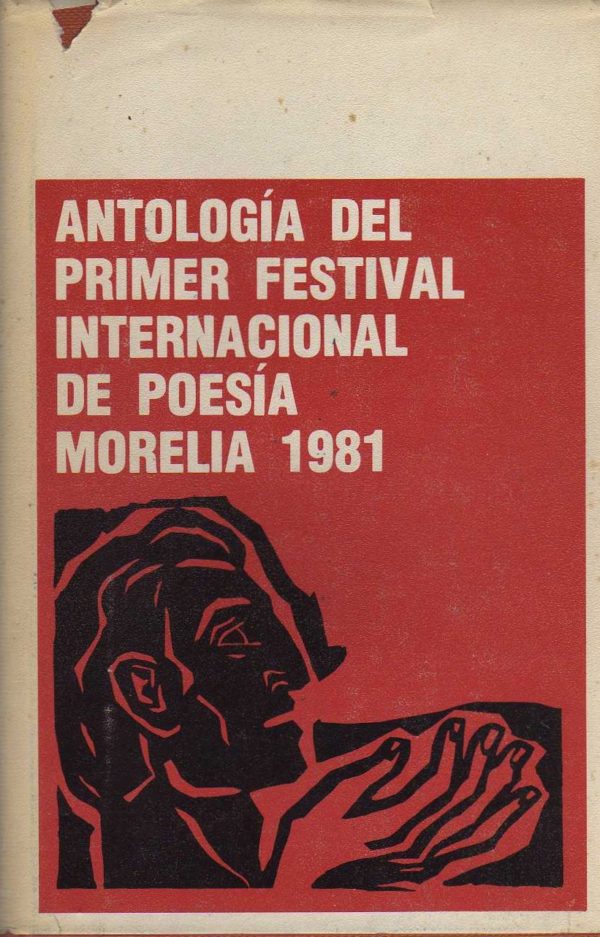 ANTOLOGÍA DEL
PRIMER FESTIVAL
INTERNACIONAL
DE POESÍA
MORELIA 1981